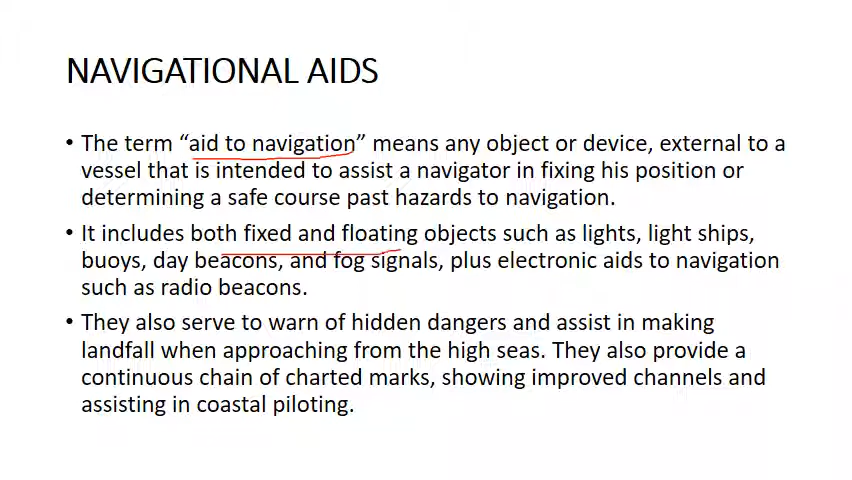 NAVIGATIONAL AIDS
• The term “aid to navigation” means any object or device, external to a
vessel that is intended to assist a navigator in fixing his position or
determining a safe course past hazards to navigation.
• It includes both fixed and floating objects such as lights, light ships,
buoys, day beacons, and fog signals, plus electronic aids to navigation
such as radio beacons.
• They also serve to warn of hidden dangers and assist in making
landfall when approaching from the high seas. They also provide a
continuous chain of charted marks, showing improved channels and
assisting in coastal piloting.